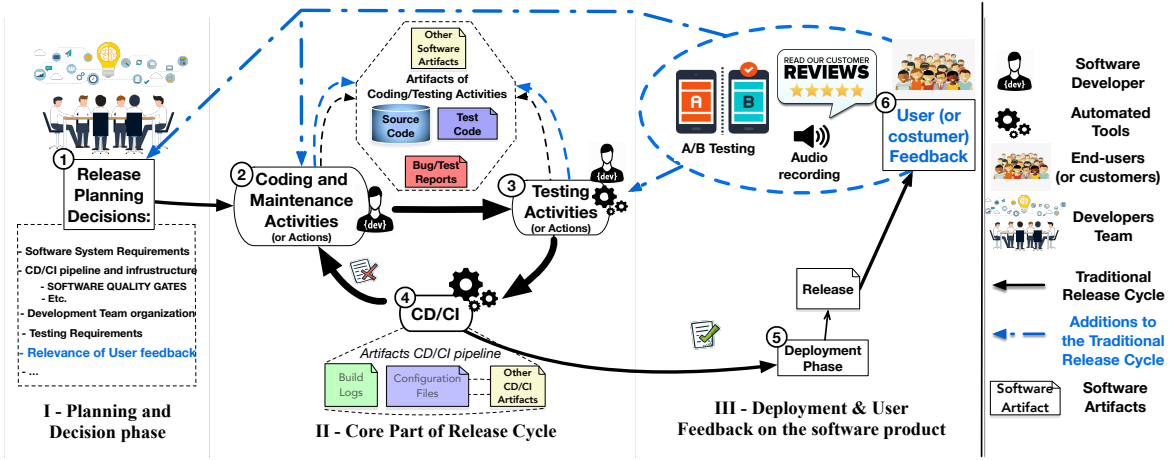 1
Release
Planning
Decisions:
- Software System Requirements
- CD/CI pipeline and infrustructure
- SOFTWARE QUALITY GATES
- Etc.
- Development Team organization
- Testing Requirements
- Relevance of User feedback
- ...
I - Planning and
Decision phase
Other
Software
Artifacts
Artifacts of
Coding/Testing Activities
Source
Code
Test
Code
Bug/Test
Reports
2
Coding and
Maintenance
Activities
(or Actions)
{dev}
3
Testing
Activities
(or Actions)
{dev}
4
CD/CI
Artifacts CD/CI pipeline
Build
Logs
Configuration
Files
Other
CD/CI
Artifacts
II - Core Part of Release Cycle
A
B
A/B Testing
READ OUR CUSTOMER
REVIEWS
Audio
recording
6
User (or
costumer)
Feedback
Release
5
Deployment
Phase
III - Deployment & User
Feedback on the software product
{dev}
Software
Developer
Automated
Tools
End-users
(or customers)
Developers
Team
Traditional
Release Cycle
Additions to
the Traditional
Release Cycle
Software
Artifact
Software
Artifacts